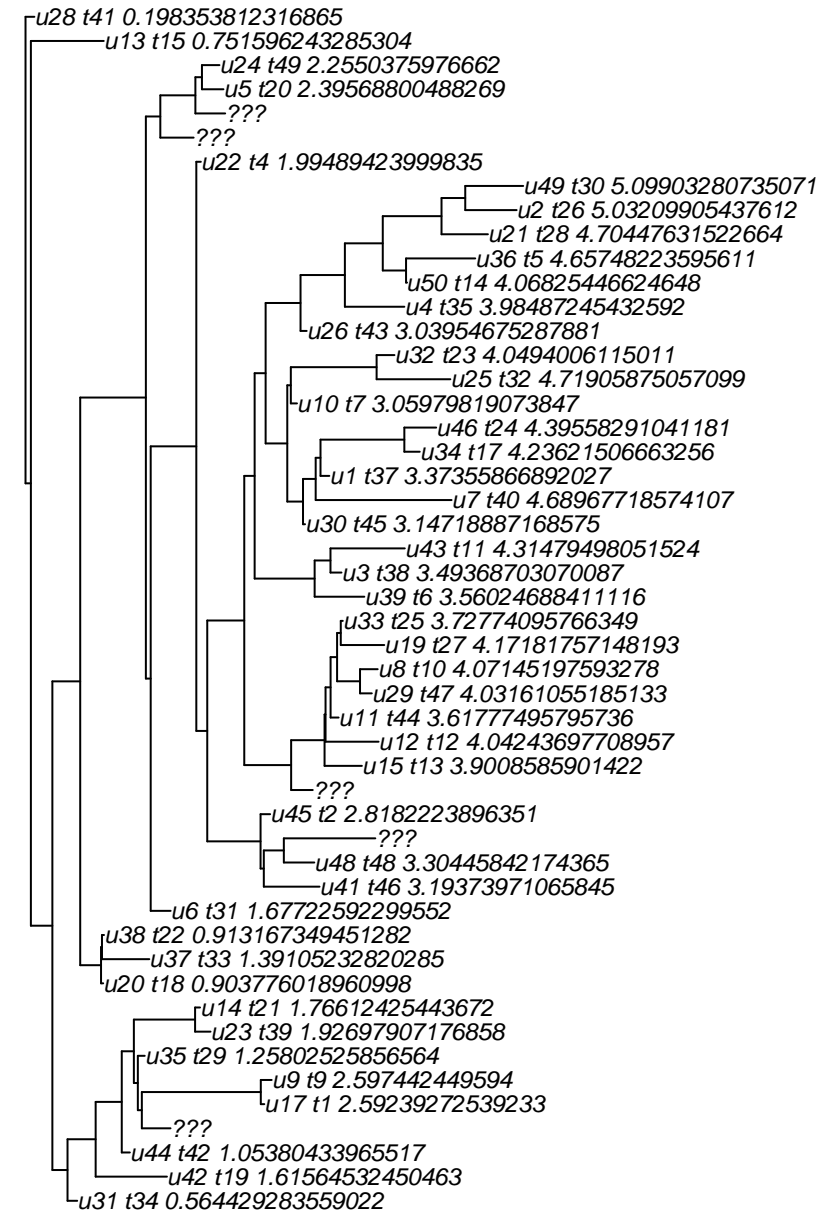 u28 t41 0.198353812316865
u13 t15 0.751596243285304
u24 t49 2.2550375976662
u5 t20 2.39568800488269
???
???
u22 t4 1.99489423999835
u49 t30 5.09903280735071
u2 t26 5.03209905437612
u21 t28 4.70447631522664
u36 t5 4.65748223595611
u50 t14 4.06825446624648
u4 t35 3.98487245432592
u26 t43 3.03954675287881
u32 t23 4.0494006115011
u25 t32 4.71905875057099
u10 t7 3.05979819073847
u46 t24 4.39558291041181
u34 t17 4.23621506663256
u1 t37 3.37355866892027
u7 t40 4.68967718574107
u30 t45 3.14718887168575
u43 t11 4.31479498051524
u3 t38 3.49368703070087
u39 t6 3.56024688411116
u33 t25 3.72774095766349
u19 t27 4.17181757148193
u8 t10 4.07145197593278
u29 t47 4.03161055185133
u11 t44 3.61777495795736
u12 t12 4.04243697708957
u15 t13 3.9008585901422
???
u45 t2 2.8182223896351
???
u48 t48 3.30445842174365
u41 t46 3.19373971065845
u6 t31 1.67722592299552
u38 t22 0.913167349451282
u37 t33 1.39105232820285
u20 t18 0.903776018960998
u14 t21 1.76612425443672
u23 t39 1.92697907176858
u35 t29 1.25802525856564
u9 t9 2.597442449594
u17 t1 2.59239272539233
???
u44 t42 1.05380433965517
u42 t19 1.61564532450463
u31 t34 0.564429283559022